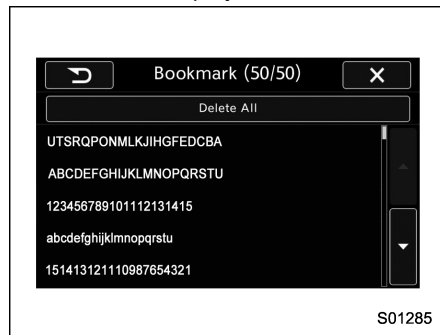 Bookmark (50/50)
Delete All
UTSRQPONMLKJIHGFEDCBA
ABCDEFGHIJKLMNOPQRSTU
123456789101112131415
abcdefghijklmnopqrstu
151413121110987654321
S01285